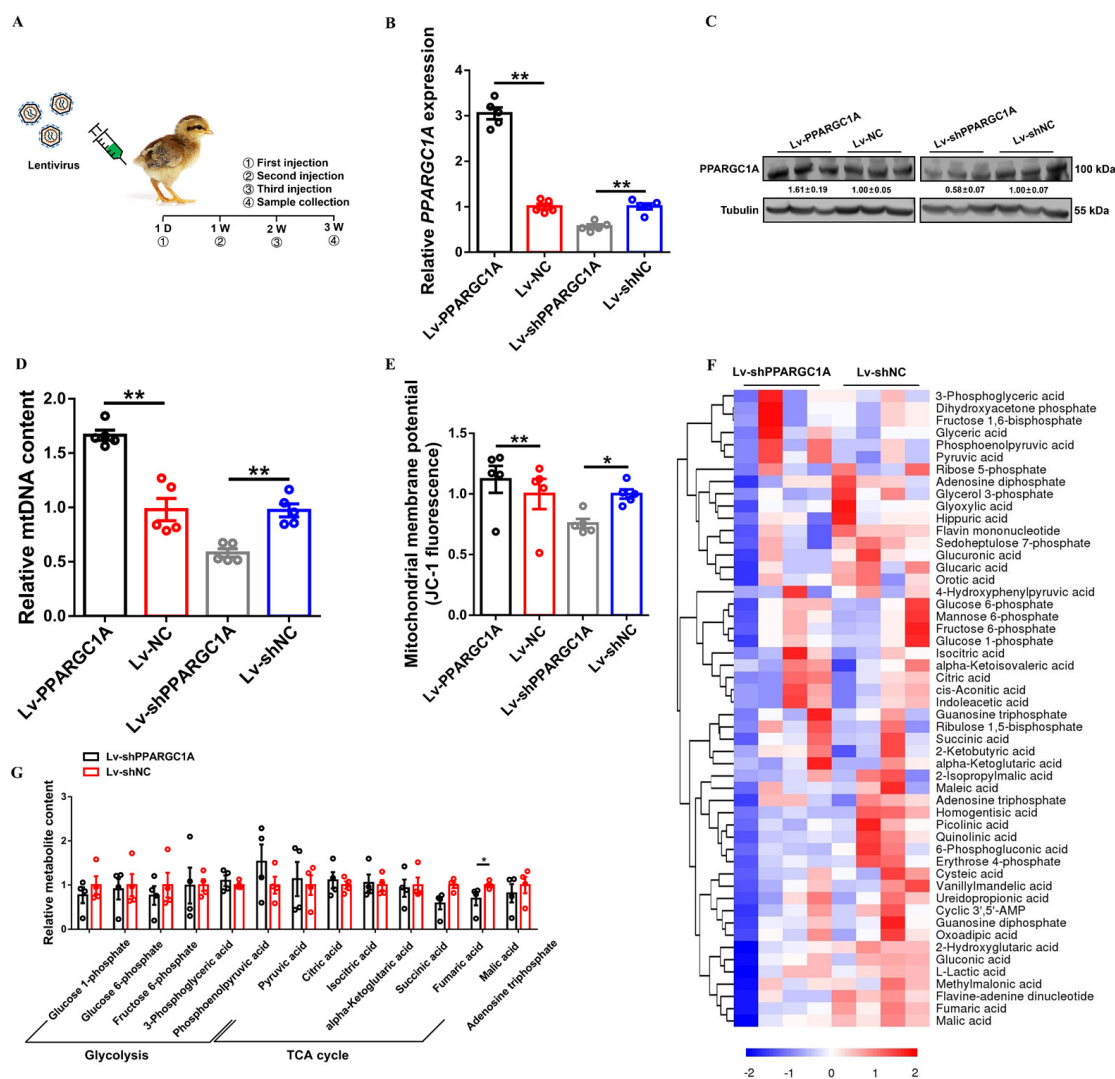 A
Lentivirus
① First injection
② Second injection
③ Third injection
④ Sample collection
1 D
1 W
2 W
3 W
①
②
③
④
B
Relative PPARGC1A expression
4
3
2
1
0
**
**
Lv-PPARGC1A
Lv-NC
Lv-shPPARGC1A
Lv-shNC
C
Lv-PPARGC1A
Lv-NC
Lv-shPPARGC1A
Lv-shNC
PPARGC1A
100 kDa
1.61±0.19
1.00±0.05
0.58±0.07
1.00±0.07
Tubulin
55 kDa
D
Relative mtDNA content
2.0
1.5
1.0
0.5
0.0
**
**
Lv-PPARGC1A
Lv-NC
Lv-shPPARGC1A
Lv-shNC
E
Mitochondrial membrane potential
(JC-1 fluorescence)
1.5
1.0
0.5
0.0
**
*
Lv-PPARGC1A
Lv-NC
Lv-shPPARGC1A
Lv-shNC
F
Lv-shPPARGC1A
Lv-shNC
3-Phosphoglyceric acid
Dihydroxyacetone phosphate
Fructose 1,6-bisphosphate
Glyceric acid
Phosphoenolpyruvic acid
Pyruvic acid
Ribose 5-phosphate
Adenosine diphosphate
Glycerol 3-phosphate
Glyoxylic acid
Hippuric acid
Flavin mononucleotide
Sedoheptulose 7-phosphate
Glucuronic acid
Glucaric acid
Orotic acid
4-Hydroxyphenylpyruvic acid
Glucose 6-phosphate
Mannose 6-phosphate
Fructose 6-phosphate
Glucose 1-phosphate
Isocitric acid
alpha-Ketoisovaleric acid
Citric acid
cis-Aconitic acid
Indoleacetic acid
Guanosine triphosphate
Ribulose 1,5-bisphosphate
Succinic acid
2-Ketobutyric acid
alpha-Ketoglutaric acid
2-Isopropylmalic acid
Maleic acid
Adenosine triphosphate
Homogentisic acid
Picolinic acid
Quinolinic acid
6-Phosphogluconic acid
Erythrose 4-phosphate
Cysteic acid
Vanillylmandelic acid
Ureidopropionic acid
Cyclic 3',5'-AMP
Guanosine diphosphate
Oxoadipic acid
2-Hydroxyglutaric acid
Gluconic acid
L-Lactic acid
Methylmalonic acid
Flavine-adenine dinucleotide
Fumaric acid
Malic acid
-2
-1
0
1
2
G
Lv-shPPARGC1A
Lv-shNC
Relative metabolite content
3
2
1
0
*
Glucose 1-phosphate
Glucose 6-phosphate
Fructose 6-phosphate
3-Phosphoglyceric acid
Phosphoenolpyruvic acid
Pyruvic acid
Citric acid
Isocitric acid
alpha-Ketoglutaric acid
Succinic acid
Fumaric acid
Malic acid
Adenosine triphosphate
Glycolysis
TCA cycle